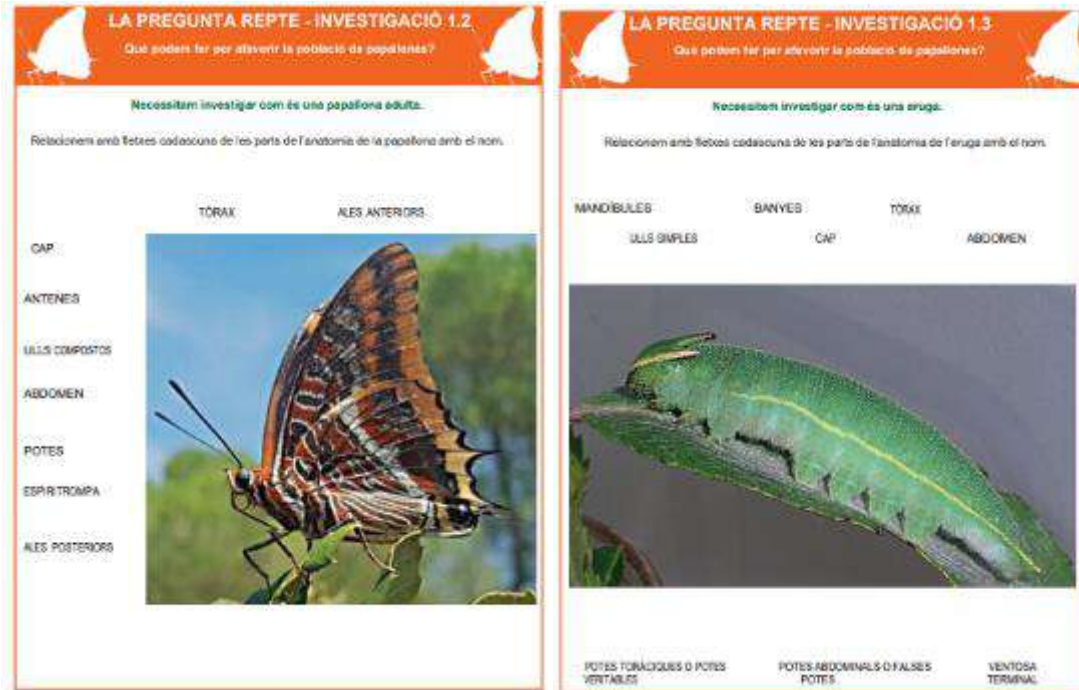 LA PREGUNTA REPTE - INVESTIGACIÓ 1.2
Què podem fer per afavorir la població de papallones?
Necessitem investigar com és una papallona adulta.
Relacionem amb fletxes cadascuna de les parts de l'anatomia de la papallona amb el nom.
TÒRAX ALES ANTERIORS
CAP
ANTENES
ULLS COMPOSTOS
ABDOMEN
POTES
ESPIRITROMPA
ALES POSTERIORS
LA PREGUNTA REPTE - INVESTIGACIÓ 1.3
Què podem fer per afavorir la població de papallones?
Necessitem investigar com és una eruga.
Relacionem amb fletxes cadascuna de les parts de l'anatomia de l'eruga amb el nom.
MANDÍBULES BANYES TÒRAX
ULLS SIMPLES CAP ABDOMEN
POTES TORÀCIQUES O POTES POTES ABDOMINALS O FALSES VENTOSA
VERITABLES POTES TERMINAL